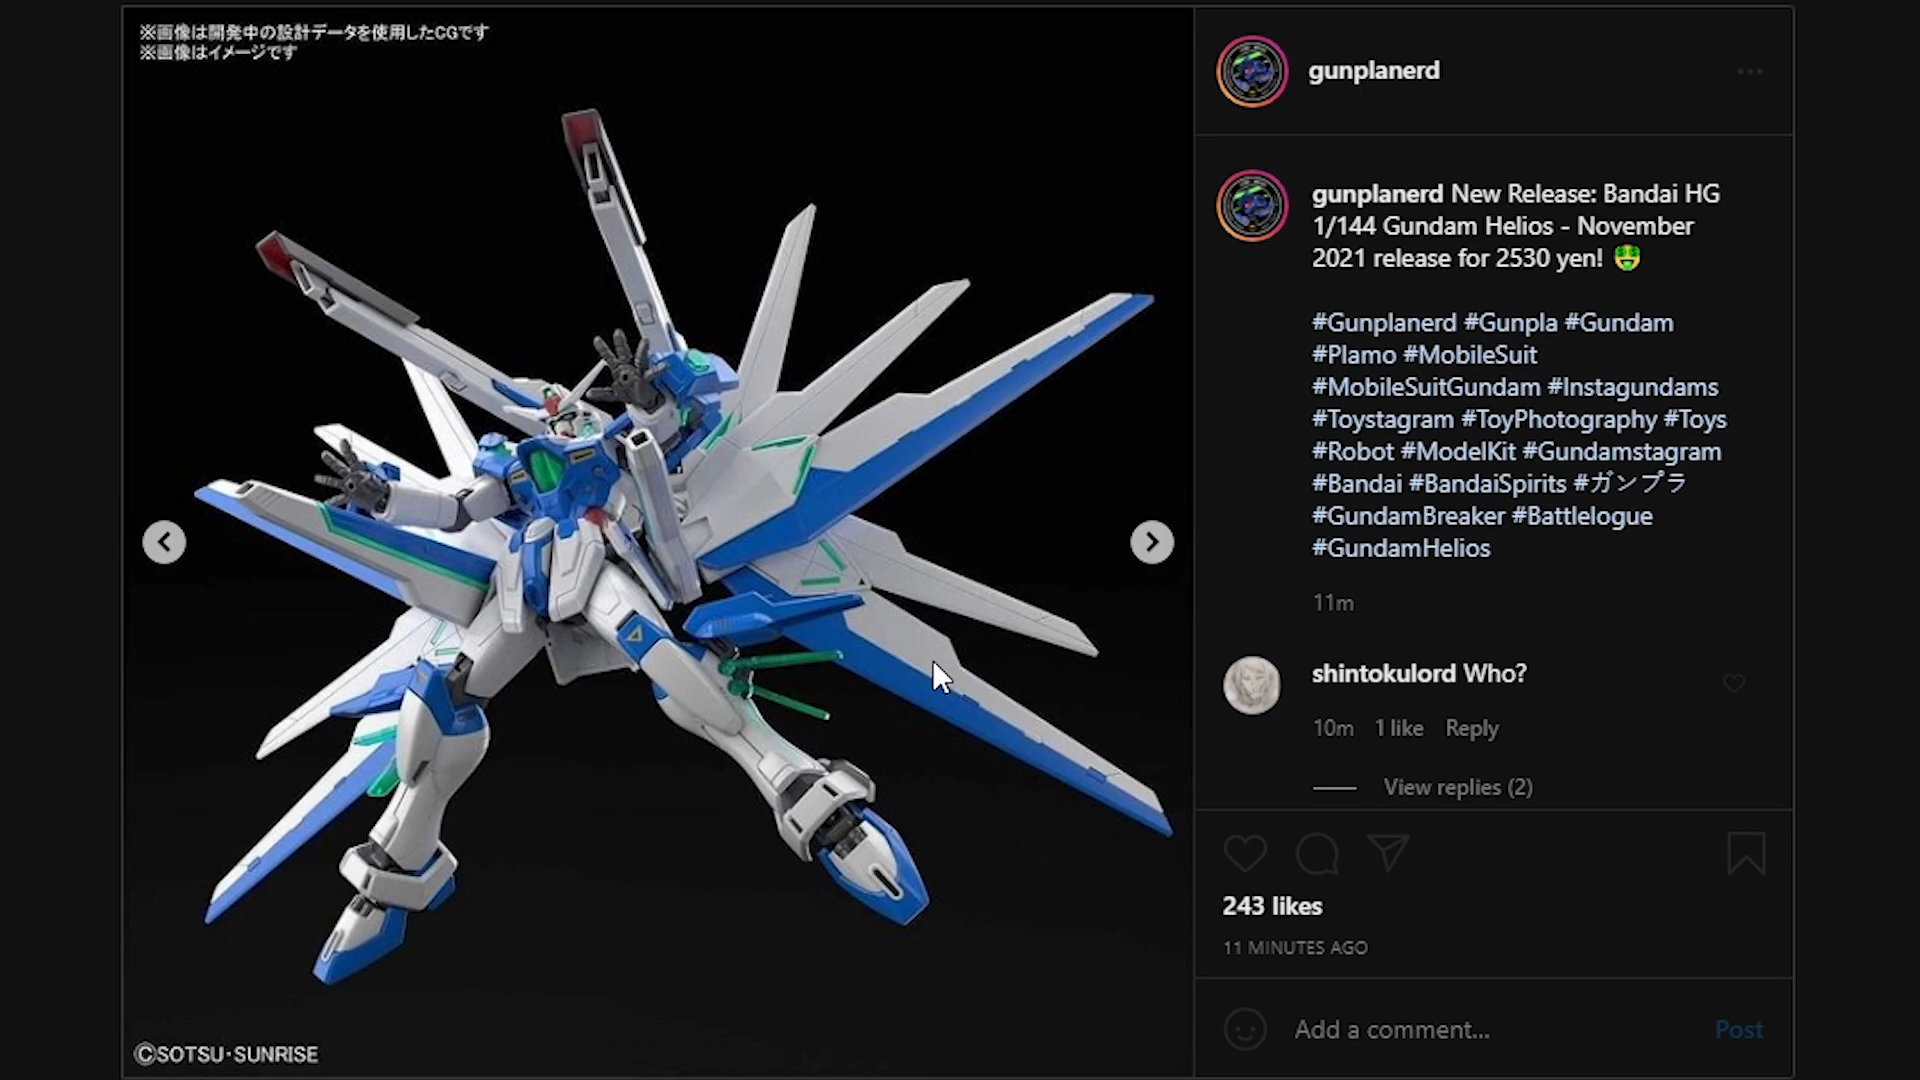 ※画像は開発中の設計データを使用したCGです
※画像はイメージです
©SOTSU・SUNRISE
gunplanerd
gunplanerd New Release: Bandai HG
1/144 Gundam Helios - November
2021 release for 2530 yen! 🤑
#Gunplanerd #Gunpla #Gundam
#Plamo #MobileSuit
#MobileSuitGundam #Instagundams
#Toystagram #ToyPhotography #Toys
#Robot #ModelKit #Gundamstagram
#Bandai #BandaiSpirits #ガンプラ
#GundamBreaker #Battlelogue
#GundamHelios
11m
shintokulord Who?
10m 1 like Reply
View replies (2)
243 likes
11 MINUTES AGO
Add a comment... Post